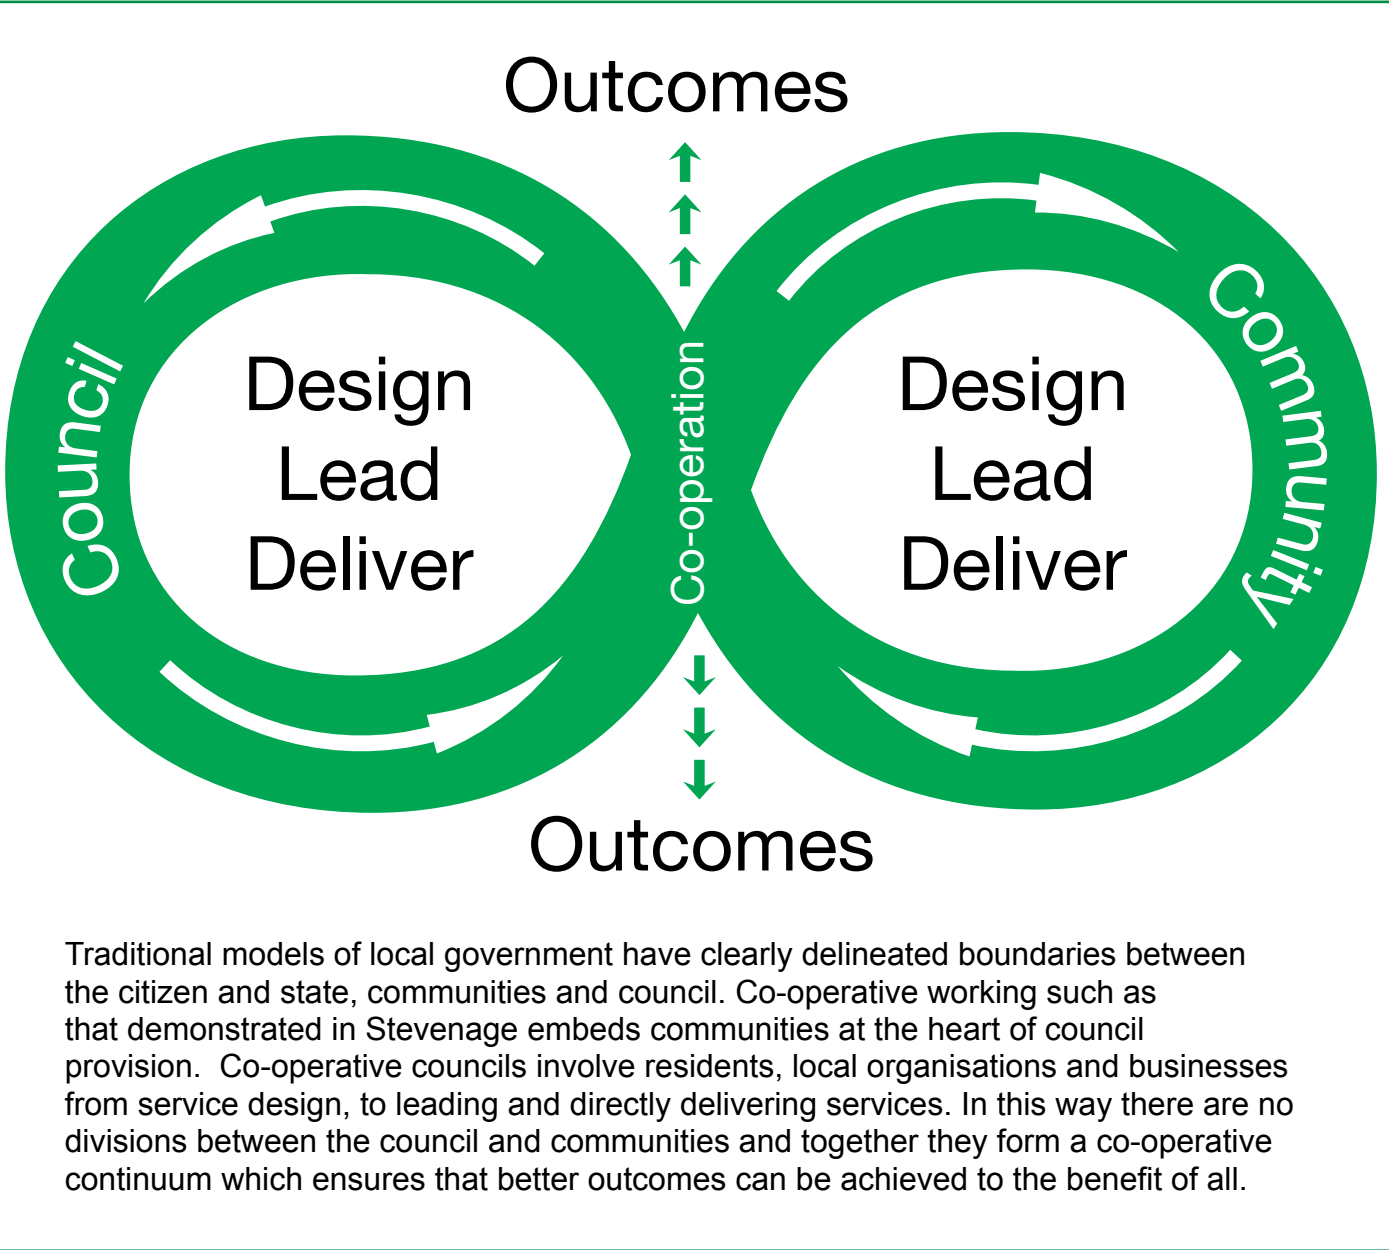 Outcomes
Council
Design
Lead
Deliver
Co-operation
Design
Lead
Deliver
Community
Outcomes
Traditional models of local government have clearly delineated boundaries between
the citizen and state, communities and council. Co-operative working such as
that demonstrated in Stevenage embeds communities at the heart of council
provision.  Co-operative councils involve residents, local organisations and businesses
from service design, to leading and directly delivering services. In this way there are no
divisions between the council and communities and together they form a co-operative
continuum which ensures that better outcomes can be achieved to the benefit of all.